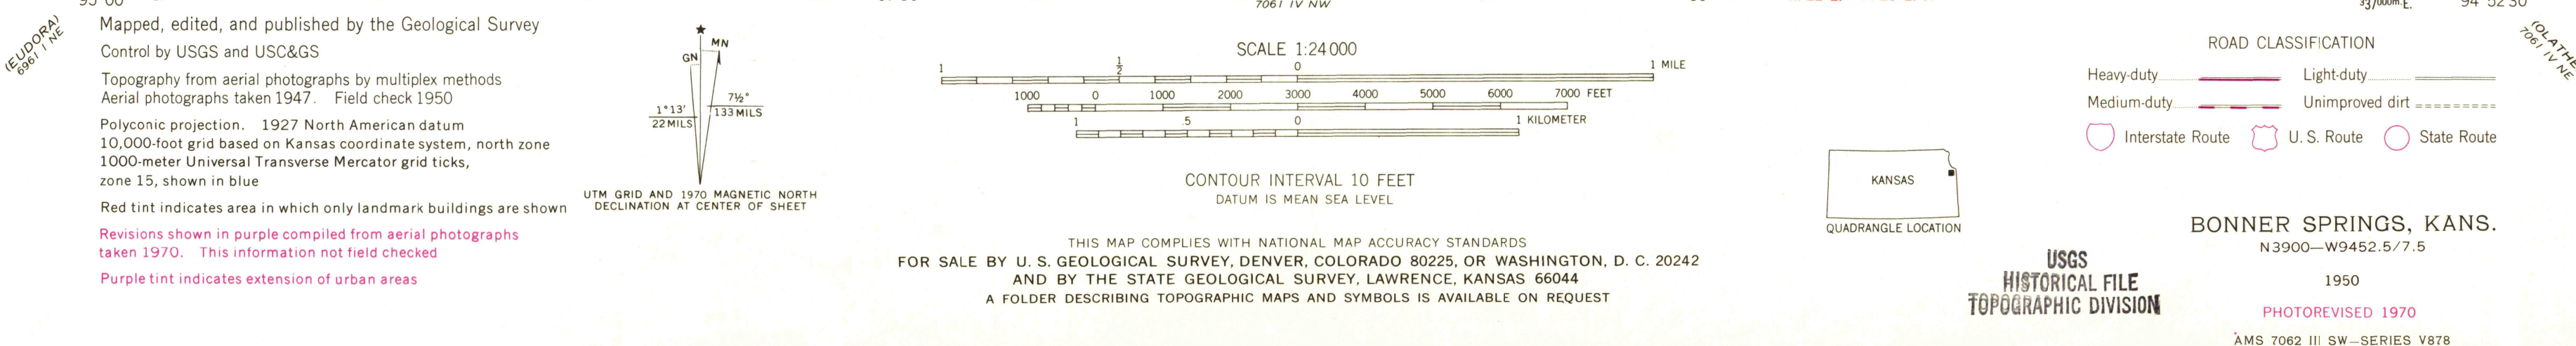 (EUDORA)
6961 I NE
95°00'
Mapped, edited, and published by the Geological Survey
Control by USGS and USC&GS
Topography from aerial photographs by multiplex methods
Aerial photographs taken 1947. Field check 1950
Polyconic projection. 1927 North American datum
10,000-foot grid based on Kansas coordinate system, north zone
1000-meter Universal Transverse Mercator grid ticks,
zone 15, shown in blue
Red tint indicates area in which only landmark buildings are shown
Revisions shown in purple compiled from aerial photographs
taken 1970. This information not field checked
Purple tint indicates extension of urban areas
★
MN
GN
1°13'
22 MILS
7½°
133 MILS
UTM GRID AND 1970 MAGNETIC NORTH
DECLINATION AT CENTER OF SHEET
7061 IV NW
SCALE 1:24 000
1 ½ 0 1 MILE
1000 0 1000 2000 3000 4000 5000 6000 7000 FEET
1 .5 0 1 KILOMETER
CONTOUR INTERVAL 10 FEET
DATUM IS MEAN SEA LEVEL
THIS MAP COMPLIES WITH NATIONAL MAP ACCURACY STANDARDS
FOR SALE BY U. S. GEOLOGICAL SURVEY, DENVER, COLORADO 80225, OR WASHINGTON, D. C. 20242
AND BY THE STATE GEOLOGICAL SURVEY, LAWRENCE, KANSAS 66044
A FOLDER DESCRIBING TOPOGRAPHIC MAPS AND SYMBOLS IS AVAILABLE ON REQUEST
KANSAS
QUADRANGLE LOCATION
USGS
HISTORICAL FILE
TOPOGRAPHIC DIVISION
337000m.E.
94°52'30"
(OLATHE)
7061 IV NE
ROAD CLASSIFICATION
Heavy-duty Light-duty
Medium-duty Unimproved dirt
Interstate Route U. S. Route State Route
BONNER SPRINGS, KANS.
N3900—W9452.5/7.5
1950
PHOTOREVISED 1970
AMS 7062 III SW—SERIES V878